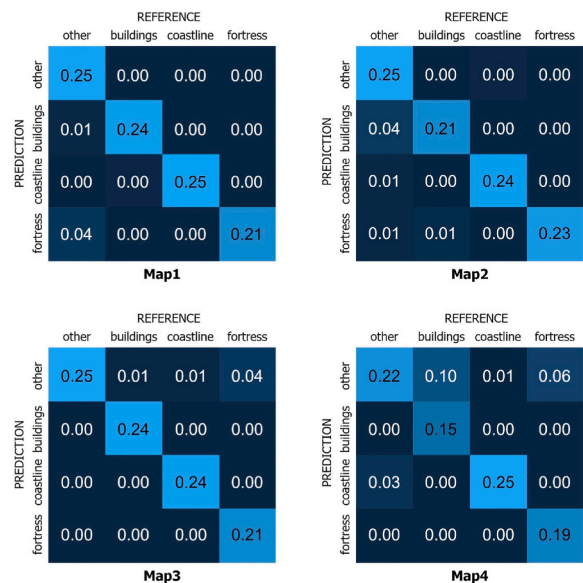 REFERENCE
other buildings coastline fortress
PREDICTION
other 0.25 0.00 0.00 0.00
buildings 0.01 0.24 0.00 0.00
coastline 0.00 0.00 0.25 0.00
fortress 0.04 0.00 0.00 0.21
Map1
REFERENCE
other buildings coastline fortress
PREDICTION
other 0.25 0.00 0.00 0.00
buildings 0.04 0.21 0.00 0.00
coastline 0.01 0.00 0.24 0.00
fortress 0.01 0.01 0.00 0.23
Map2
REFERENCE
other buildings coastline fortress
PREDICTION
other 0.25 0.01 0.01 0.04
buildings 0.00 0.24 0.00 0.00
coastline 0.00 0.00 0.24 0.00
fortress 0.00 0.00 0.00 0.21
Map3
REFERENCE
other buildings coastline fortress
PREDICTION
other 0.22 0.10 0.01 0.06
buildings 0.00 0.15 0.00 0.00
coastline 0.03 0.00 0.25 0.00
fortress 0.00 0.00 0.00 0.19
Map4